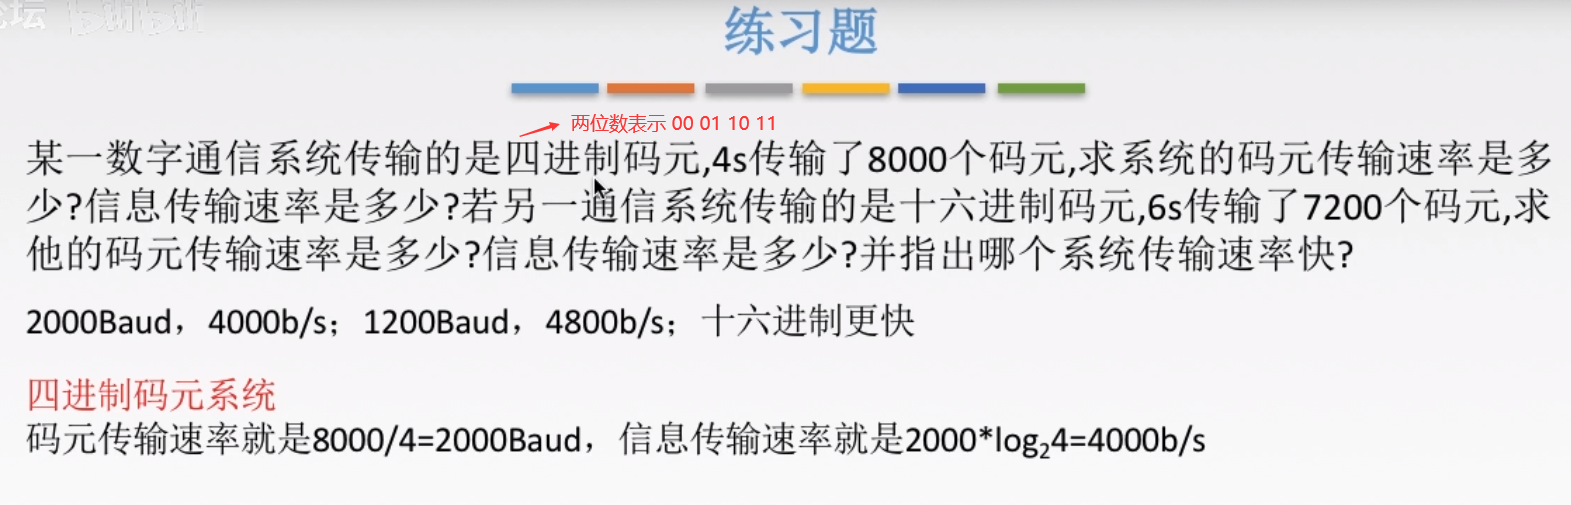 论坛 bilibili
练习题
两位数表示 00 01 10 11
某一数字通信系统传输的是四进制码元,4s传输了8000个码元,求系统的码元传输速率是多
少?信息传输速率是多少?若另一通信系统传输的是十六进制码元,6s传输了7200个码元,求
他的码元传输速率是多少?信息传输速率是多少?并指出哪个系统传输速率快?
2000Baud，4000b/s；1200Baud，4800b/s；十六进制更快
四进制码元系统
码元传输速率就是8000/4=2000Baud，信息传输速率就是2000*log₂4=4000b/s